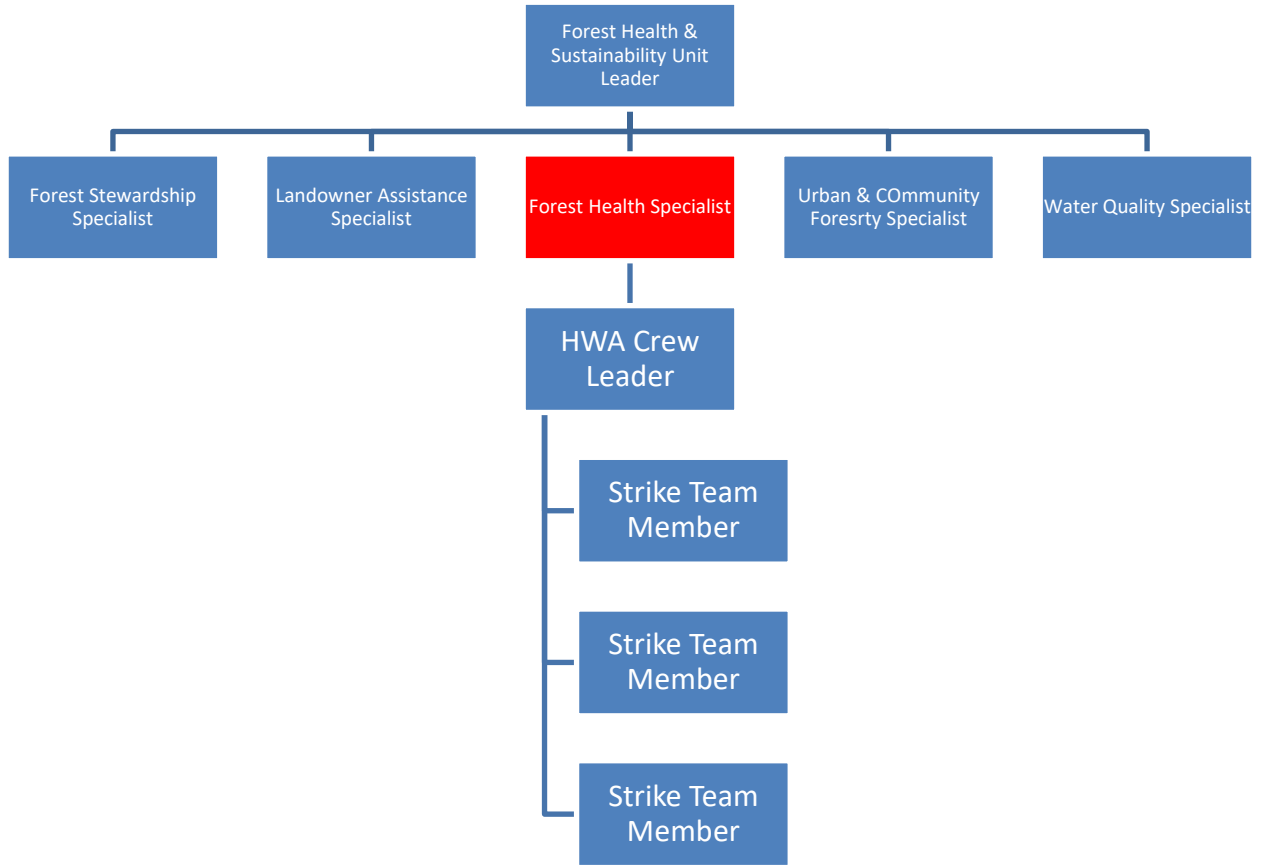 Forest Health &
Sustainability Unit
Leader
Forest Stewardship
Specialist
Landowner Assistance
Specialist
Forest Health Specialist
Urban & COmmunity
Foresrty Specialist
Water Quality Specialist
HWA Crew
Leader
Strike Team
Member
Strike Team
Member
Strike Team
Member